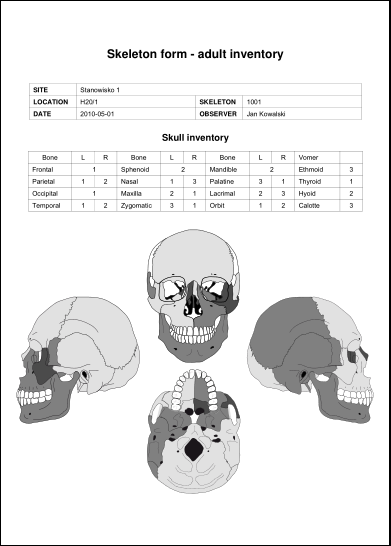 Skeleton form - adult inventory
SITE Stanowisko 1
LOCATION H20/1 SKELETON 1001
DATE 2010-05-01 OBSERVER Jan Kowalski
Skull inventory
Bone L R Bone L R Bone L R Vomer
Frontal 1 Sphenoid 2 Mandible 2 Ethmoid 3
Parietal 1 2 Nasal 1 3 Palatine 3 1 Thyroid 1
Occipital 1 Maxilla 2 1 Lacrimal 2 3 Hyoid 2
Temporal 1 2 Zygomatic 3 1 Orbit 1 2 Calotte 3